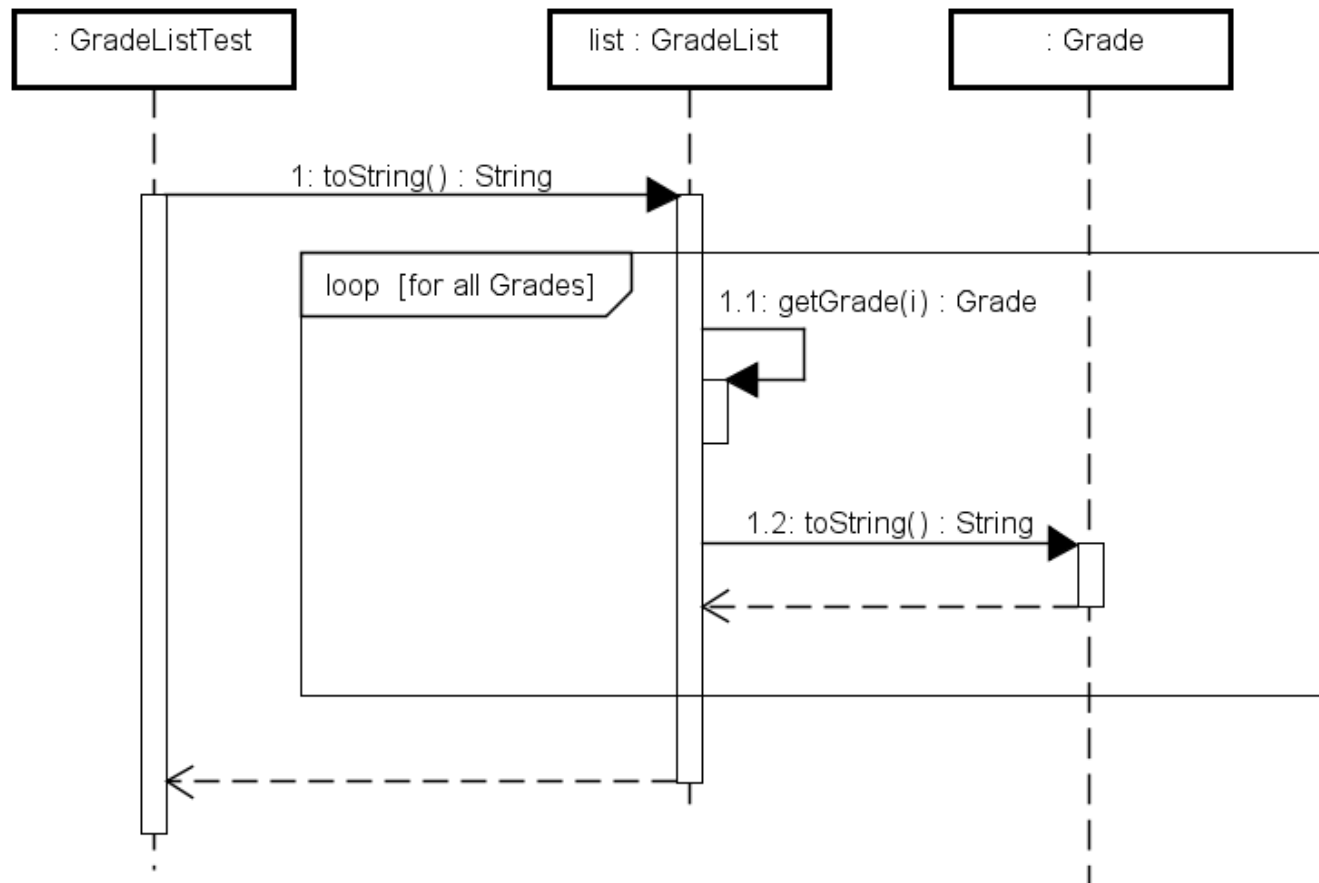 : GradeListTest
list : GradeList
: Grade
1: toString() : String
loop [for all Grades]
1.1: getGrade(i) : Grade
1.2: toString() : String